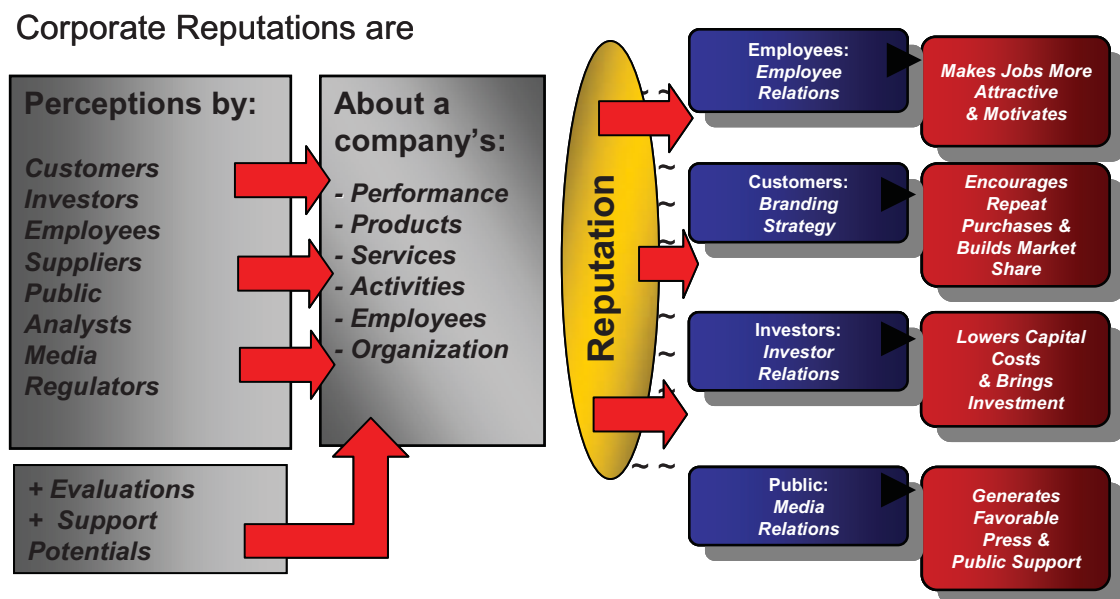 Corporate Reputations are
Perceptions by:
Customers
Investors
Employees
Suppliers
Public
Analysts
Media
Regulators
+ Evaluations
+ Support
Potentials
About a
company's:
- Performance
- Products
- Services
- Activities
- Employees
- Organization
Reputation
Employees:
Employee
Relations
Makes Jobs More
Attractive
& Motivates
Customers:
Branding
Strategy
Encourages
Repeat
Purchases &
Builds Market
Share
Investors:
Investor
Relations
Lowers Capital
Costs
& Brings
Investment
Public:
Media
Relations
Generates
Favorable
Press &
Public Support